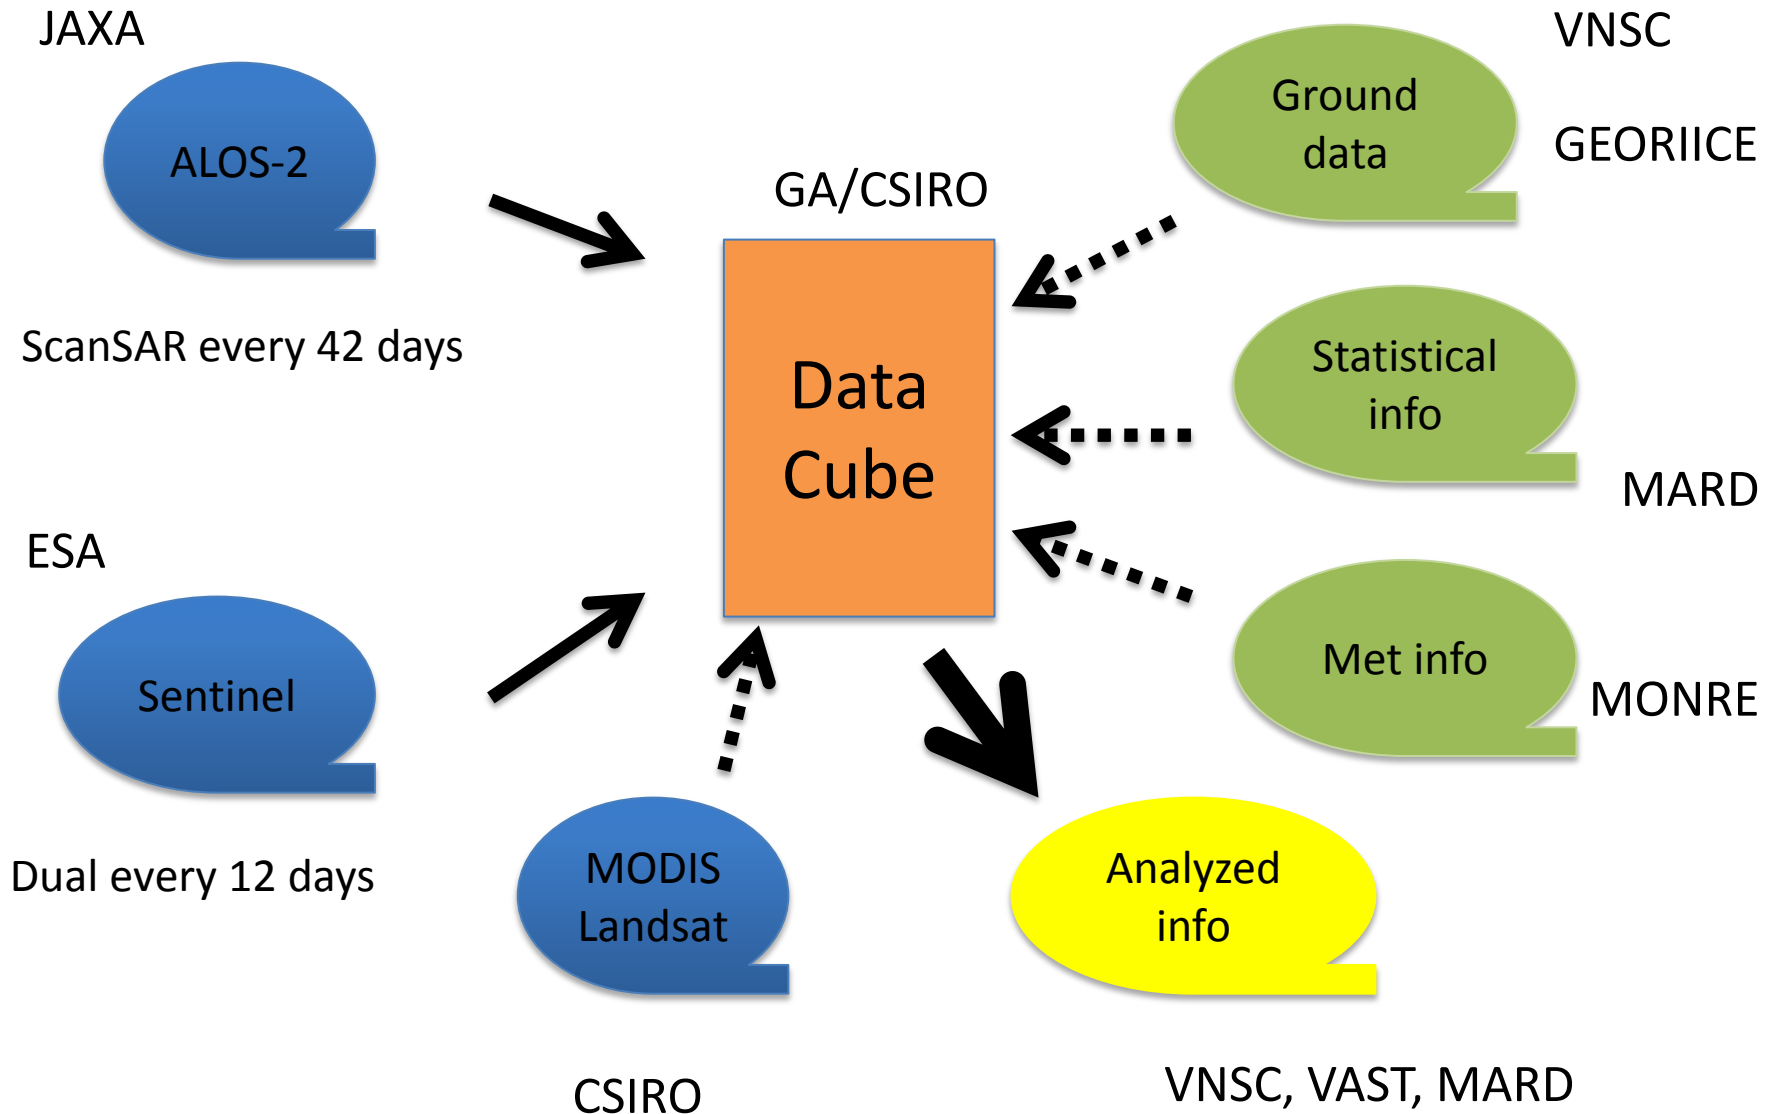 JAXA
ALOS-2
ScanSAR every 42 days
ESA
Sentinel
Dual every 12 days
GA/CSIRO
Data
Cube
MODIS
Landsat
CSIRO
VNSC
Ground
data
GEORIICE
Statistical
info
MARD
Met info
MONRE
Analyzed
info
VNSC, VAST, MARD